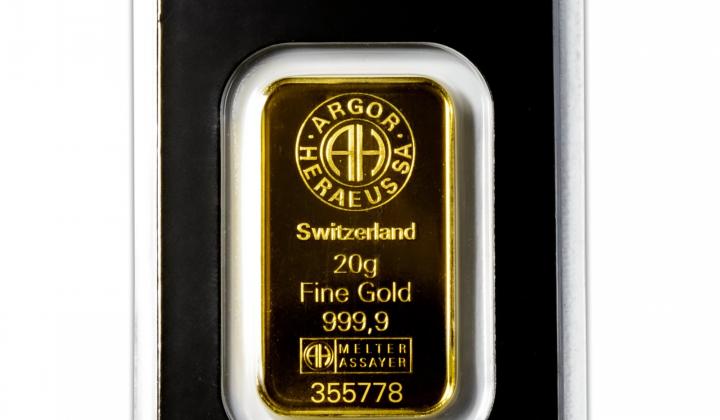 · ARGOR ·
HERAEUS SA
AH
Switzerland
20g
Fine Gold
999,9
AH MELTER
ASSAYER
355778